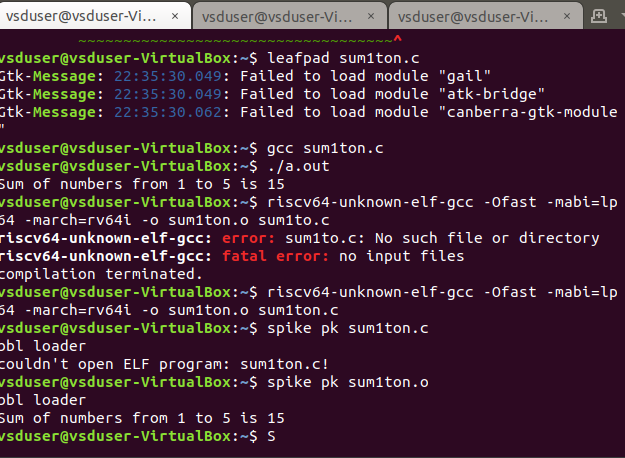 vsduser@vsduser-Vi... × vsduser@vsduser-Vi... × vsduser@vsduser-Vi... ×
~~~~~~~~~~~~~~~~~~~~~~~~~~~~~~~~~~~^
vsduser@vsduser-VirtualBox:~$ leafpad sum1ton.c
Gtk-Message: 22:35:30.049: Failed to load module "gail"
Gtk-Message: 22:35:30.049: Failed to load module "atk-bridge"
Gtk-Message: 22:35:30.062: Failed to load module "canberra-gtk-module
"
vsduser@vsduser-VirtualBox:~$ gcc sum1ton.c
vsduser@vsduser-VirtualBox:~$ ./a.out
Sum of numbers from 1 to 5 is 15
vsduser@vsduser-VirtualBox:~$ riscv64-unknown-elf-gcc -Ofast -mabi=lp
64 -march=rv64i -o sum1ton.o sum1to.c
riscv64-unknown-elf-gcc: error: sum1to.c: No such file or directory
riscv64-unknown-elf-gcc: fatal error: no input files
compilation terminated.
vsduser@vsduser-VirtualBox:~$ riscv64-unknown-elf-gcc -Ofast -mabi=lp
64 -march=rv64i -o sum1ton.o sum1ton.c
vsduser@vsduser-VirtualBox:~$ spike pk sum1ton.c
bbl loader
couldn't open ELF program: sum1ton.c!
vsduser@vsduser-VirtualBox:~$ spike pk sum1ton.o
bbl loader
Sum of numbers from 1 to 5 is 15
vsduser@vsduser-VirtualBox:~$ S